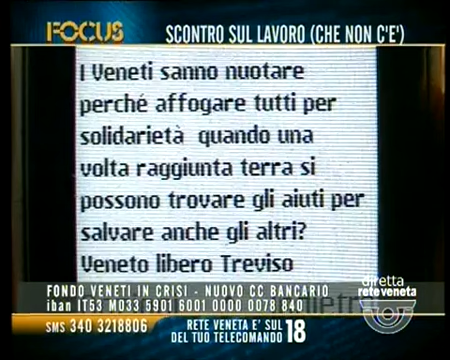 FOCUS
SCONTRO SUL LAVORO (CHE NON C'E')
I Veneti sanno nuotare
perché affogare tutti per
solidarietà quando una
volta raggiunta terra si
possono trovare gli aiuti per
salvare anche gli altri?
Veneto libero Treviso
diretta
reteveneta
FONDO VENETI IN CRISI - NUOVO CC BANCARIO
iban IT53 M033 5901 6001 0000 0078 840
SMS 340 3218806
RETE VENETA E' SUL
DEL TUO TELECOMANDO 18